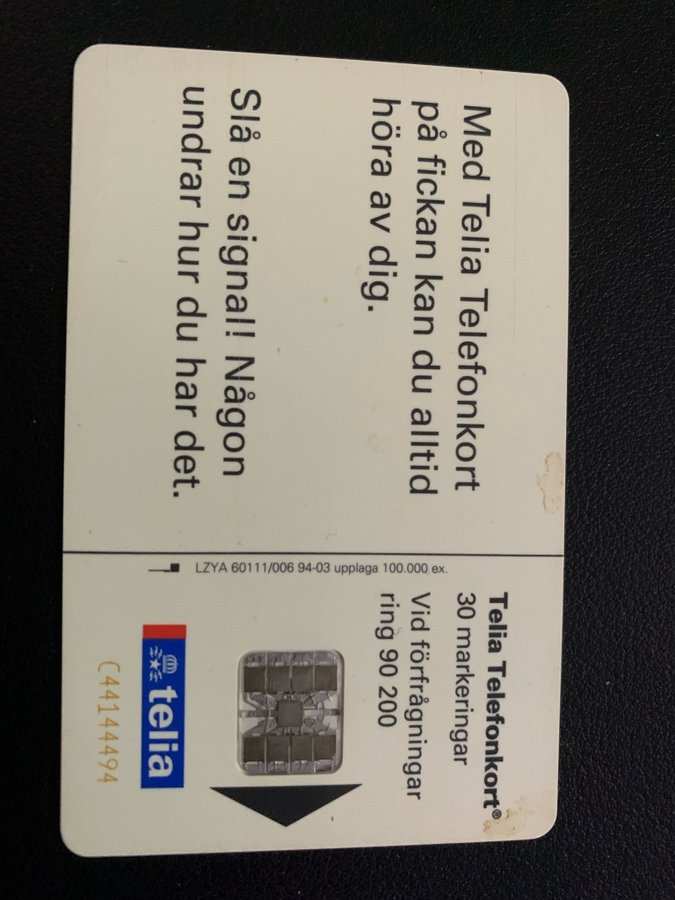 Med Telia Telefonkort
på fickan kan du alltid
höra av dig.
Slå en signal! Någon
undrar hur du har det.
LZYA 60111/006 94-03 upplaga 100.000 ex.
Telia Telefonkort®
30 markeringar
Vid förfrågningar
ring 90 200
telia
C44144494